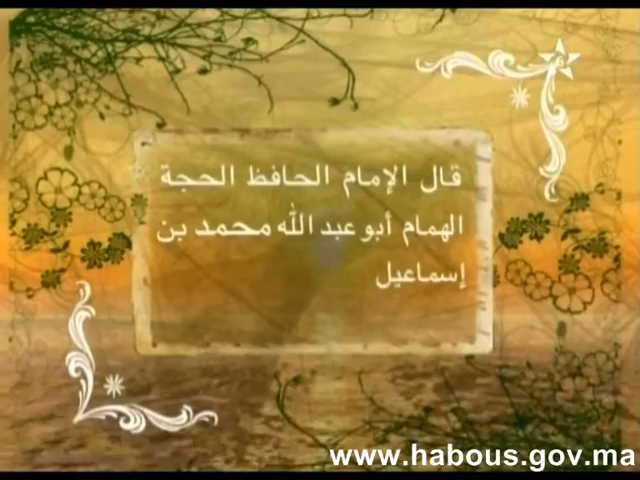 قال الإمام الحافظ الحجة
الهمام أبو عبد الله محمد بن
إسماعيل
www.habous.gov.ma